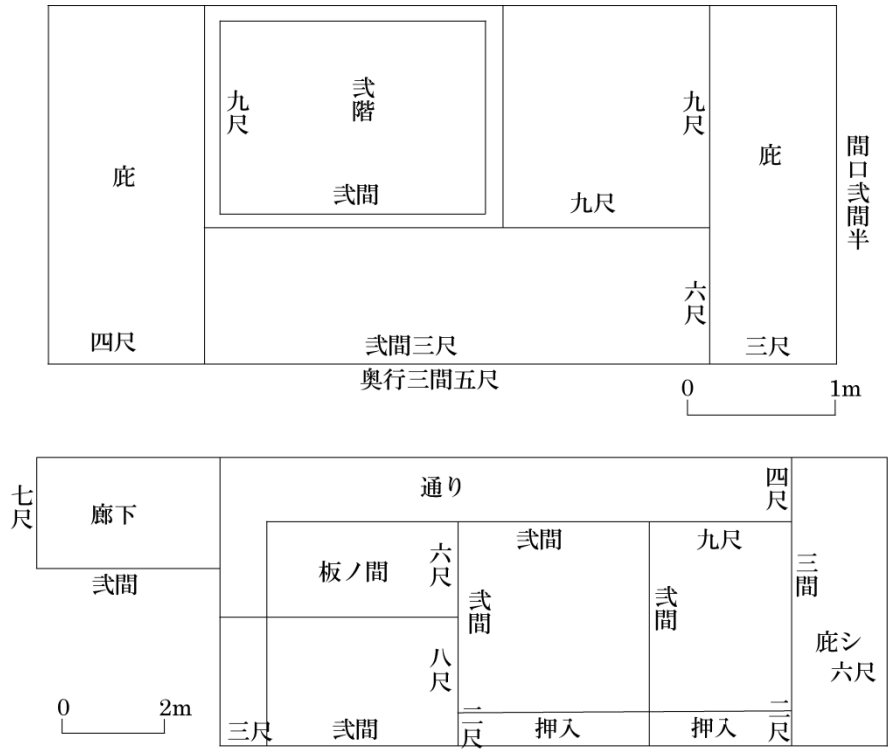 九尺
弐階
弐間
九尺
九尺
庇
庇
間口弐間半
六尺
四尺
弐間三尺
三尺
奥行三間五尺
0 1m
七尺
廊下
弐間
通り
四尺
板ノ間
六尺
弐間
九尺
弐間
弐間
三間
八尺
庇シ
六尺
0 2m
三尺
弐間
二尺
押入
押入
二尺